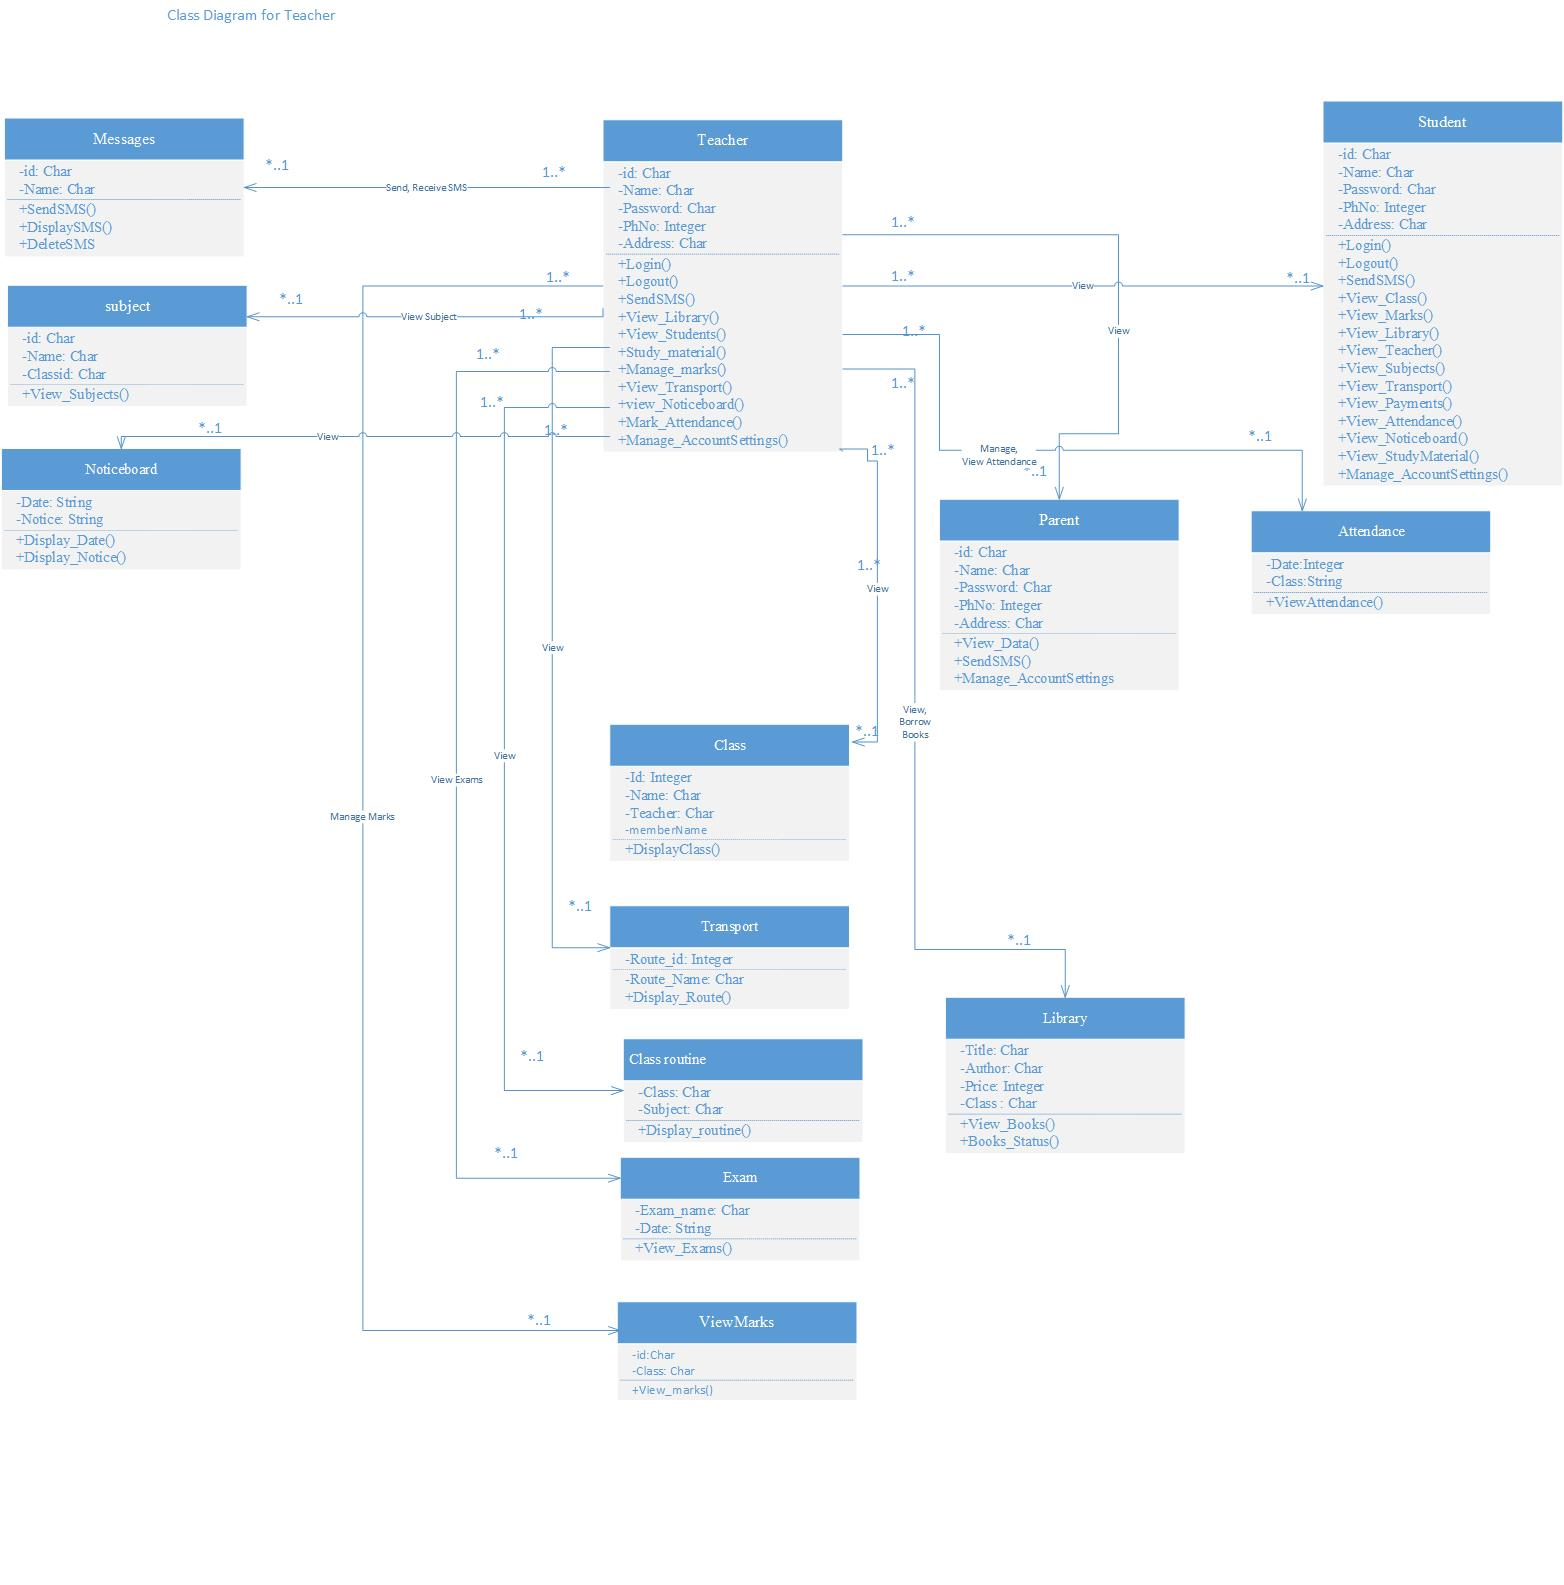 Class Diagram for Teacher
Messages
-id: Char
-Name: Char
+SendSMS()
+DisplaySMS()
+DeleteSMS
*..1
Send, Receive SMS
1..*
Teacher
-id: Char
-Name: Char
-Password: Char
-PhNo: Integer
-Address: Char
+Login()
+Logout()
+SendSMS()
+View_Library()
+View_Students()
+Study_material()
+Manage_marks()
+View_Transport()
+view_Noticeboard()
+Mark_Attendance()
+Manage_AccountSettings()
Student
-id: Char
-Name: Char
-Password: Char
-PhNo: Integer
-Address: Char
+Login()
+Logout()
+SendSMS()
+View_Class()
+View_Marks()
+View_Library()
+View_Teacher()
+View_Subjects()
+View_Transport()
+View_Payments()
+View_Attendance()
+View_Noticeboard()
+View_StudyMaterial()
+Manage_AccountSettings()
1..*
1..*
View
*..1
View
1..*
1..*
1..*
subject
-id: Char
-Name: Char
-Classid: Char
+View_Subjects()
*..1
View Subject
1..*
1..*
1..*
1..*
1..*
*..1
View
Noticeboard
-Date: String
-Notice: String
+Display_Date()
+Display_Notice()
Manage,
View Attendance
*..1
*..1
Parent
-id: Char
-Name: Char
-Password: Char
-PhNo: Integer
-Address: Char
+View_Data()
+SendSMS()
+Manage_AccountSettings
Attendance
-Date:Integer
-Class:String
+ViewAttendance()
1..*
View
View
View,
Borrow
Books
*..1
Class
-Id: Integer
-Name: Char
-Teacher: Char
-memberName
+DisplayClass()
View
View Exams
Manage Marks
*..1
Transport
-Route_id: Integer
-Route_Name: Char
+Display_Route()
*..1
Library
-Title: Char
-Author: Char
-Price: Integer
-Class : Char
+View_Books()
+Books_Status()
*..1
Class routine
-Class: Char
-Subject: Char
+Display_routine()
*..1
Exam
-Exam_name: Char
-Date: String
+View_Exams()
*..1
ViewMarks
-id:Char
-Class: Char
+View_marks()